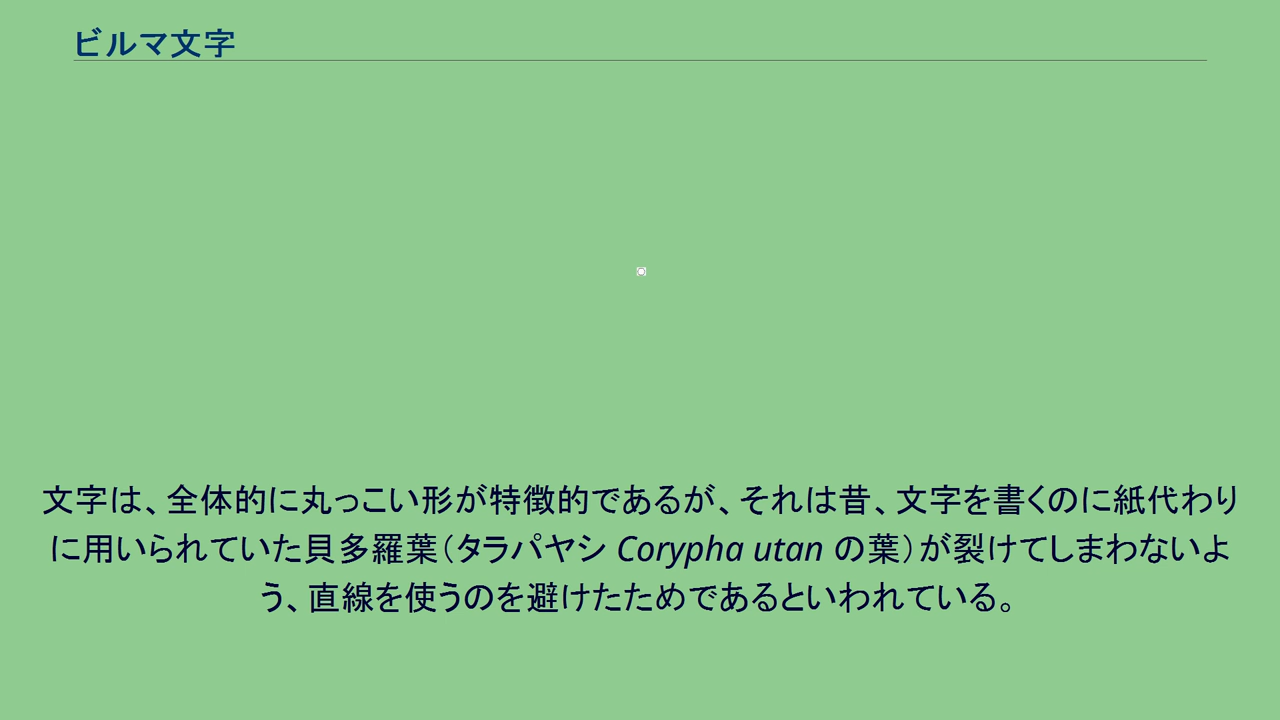 ビルマ文字
文字は、全体的に丸っこい形が特徴的であるが、それは昔、文字を書くのに紙代わり
に用いられていた貝多羅葉（タラパヤシ Corypha utan の葉）が裂けてしまわないよ
う、直線を使うのを避けたためであるといわれている。